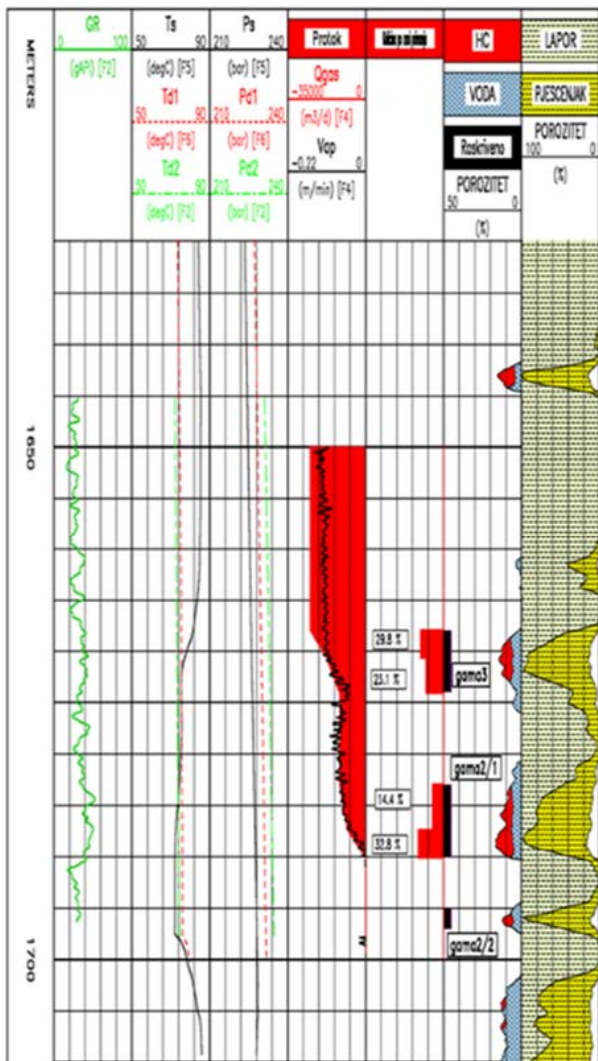 METERS
GR
0 100
(gAPI) [F2]
Ts
50 90
(degC) [F5]
Td1
50 90
(degC) [F6]
Td2
50 90
(degC) [F2]
Ps
210 240
(bar) [F5]
Pd1
210 240
(bar) [F6]
Pd2
210 240
(bar) [F2]
Protok
Qgas
-35000 0
(m3/d) [F4]
Vap
-0.22 0
(m/min) [F4]
HC
VODA
Raskriveno
POROZITET
50 0
(%)
LAPOR
PJESCENJAK
POROZITET
100 0
(%)
1650
29.8 %
23.1 %
gama3
gama2/1
14.4 %
32.8 %
gama2/2
1700